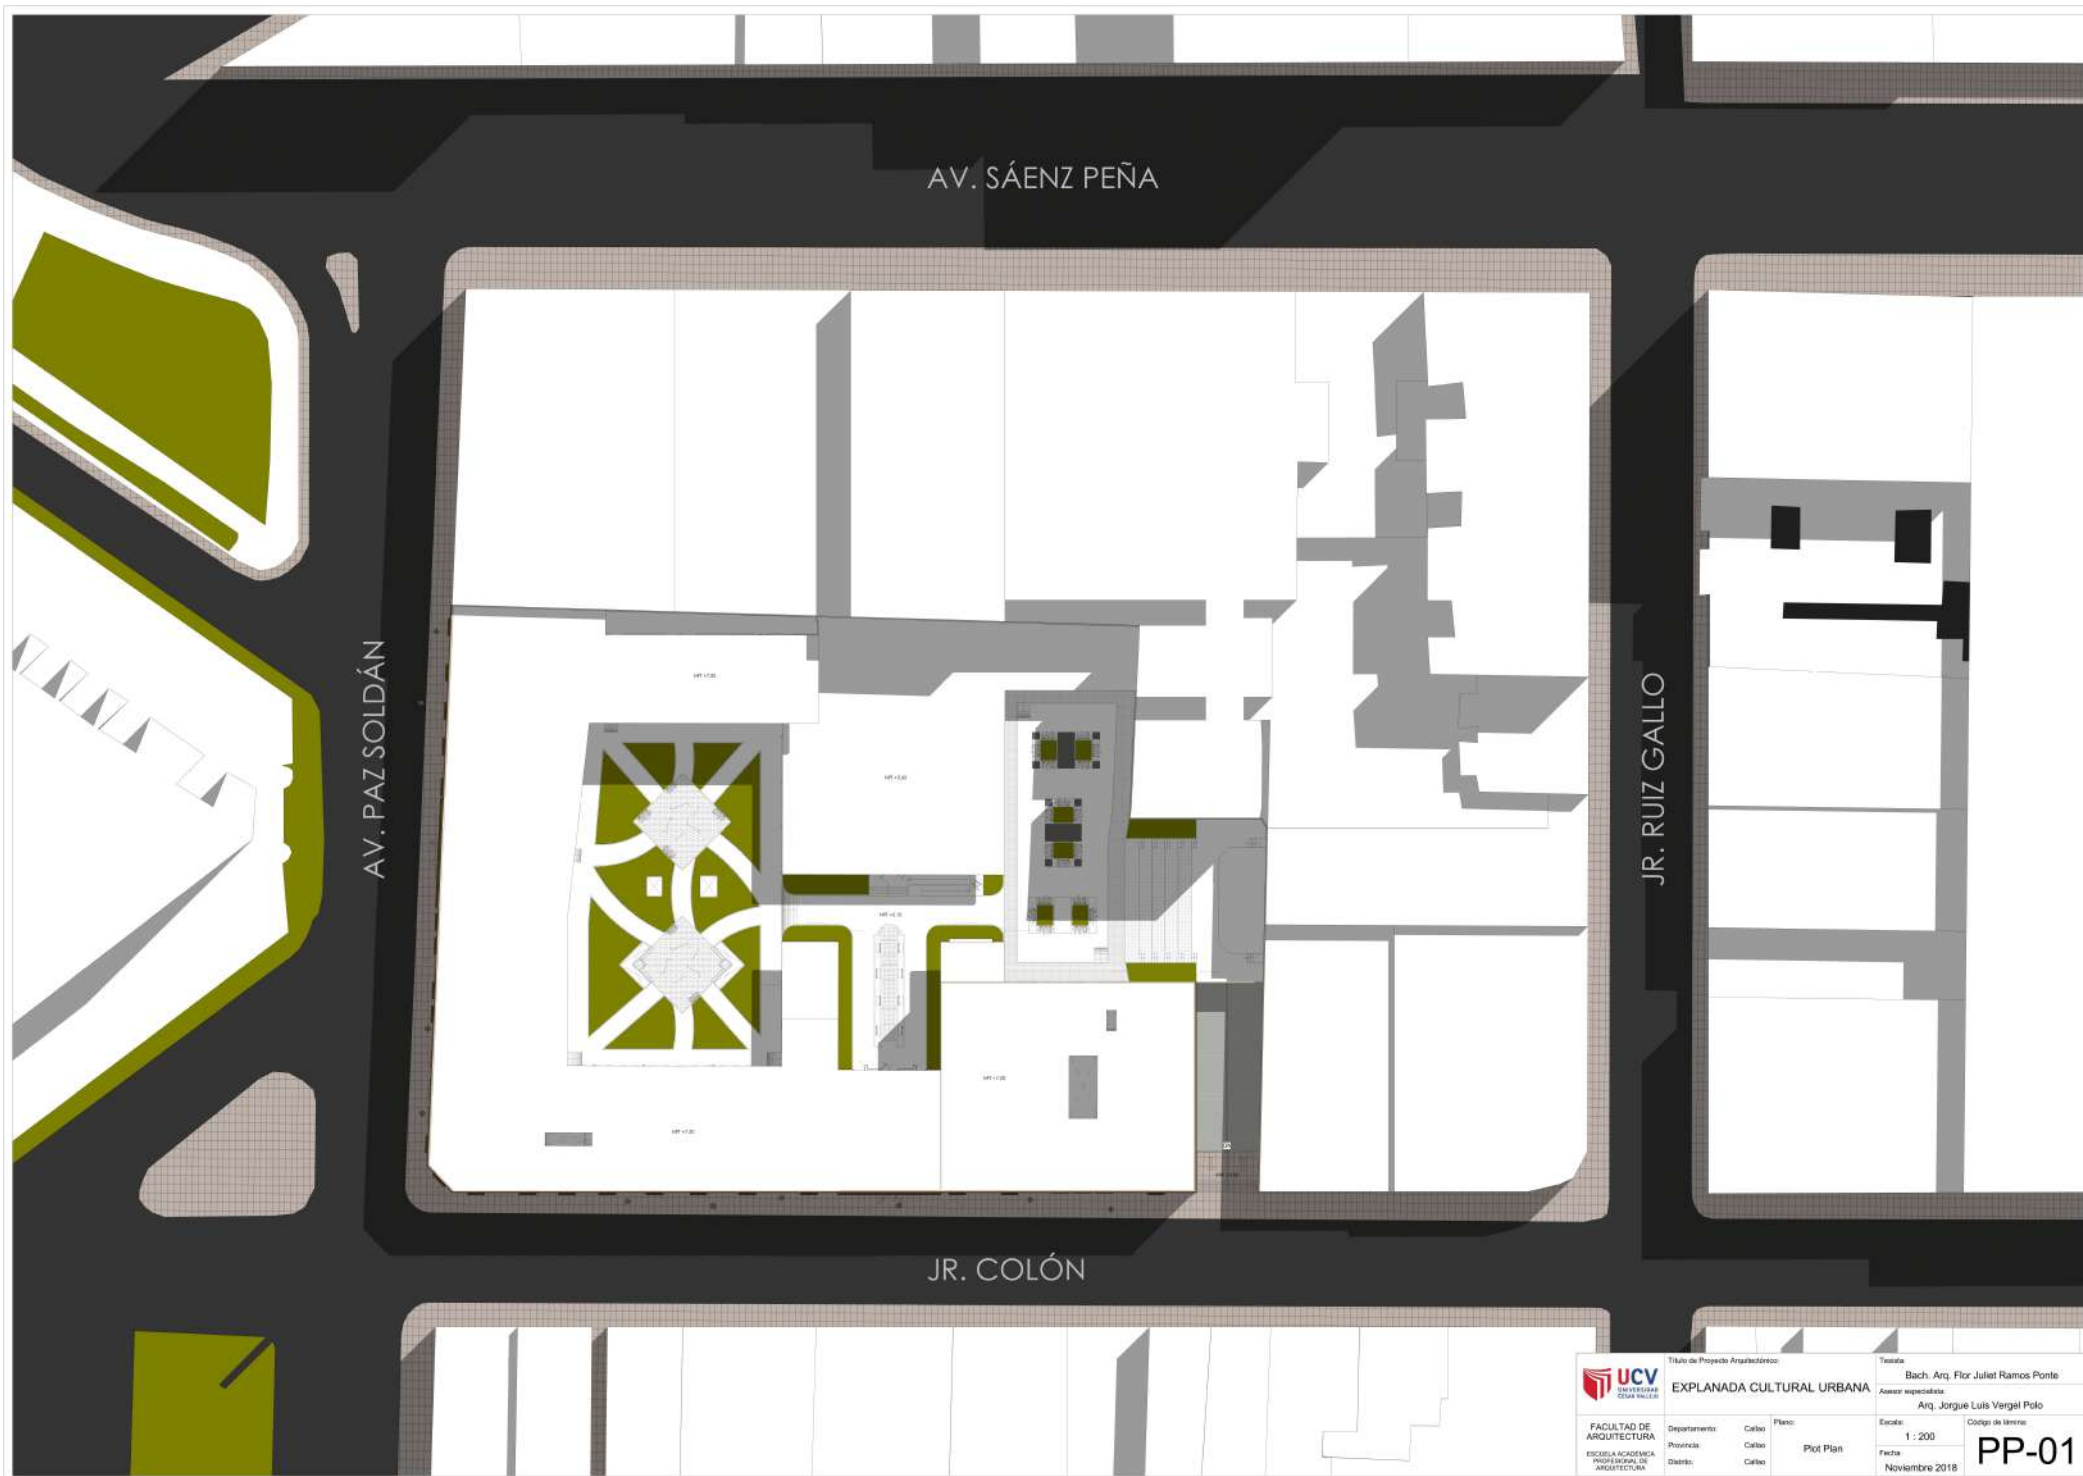 AV. SÁENZ PEÑA
AV. PAZ SOLDÁN
JR. RUIZ GALLO
JR. COLÓN
UCV
UNIVERSIDAD
CÉSAR VALLEJO
FACULTAD DE
ARQUITECTURA
ESCUELA ACADÉMICA
PROFESIONAL DE
ARQUITECTURA
Título de Proyecto Arquitectónico:
EXPLANADA CULTURAL URBANA
Departamento: Callao
Provincia: Callao
Distrito: Callao
Plano:
Plot Plan
Tesista:
Bach. Arq. Flor Juliet Ramos Ponte
Asesor especialista:
Arq. Jorgue Luis Vergel Polo
Escala:
1 : 200
Fecha
Noviembre 2018
Código de lámina:
PP-01